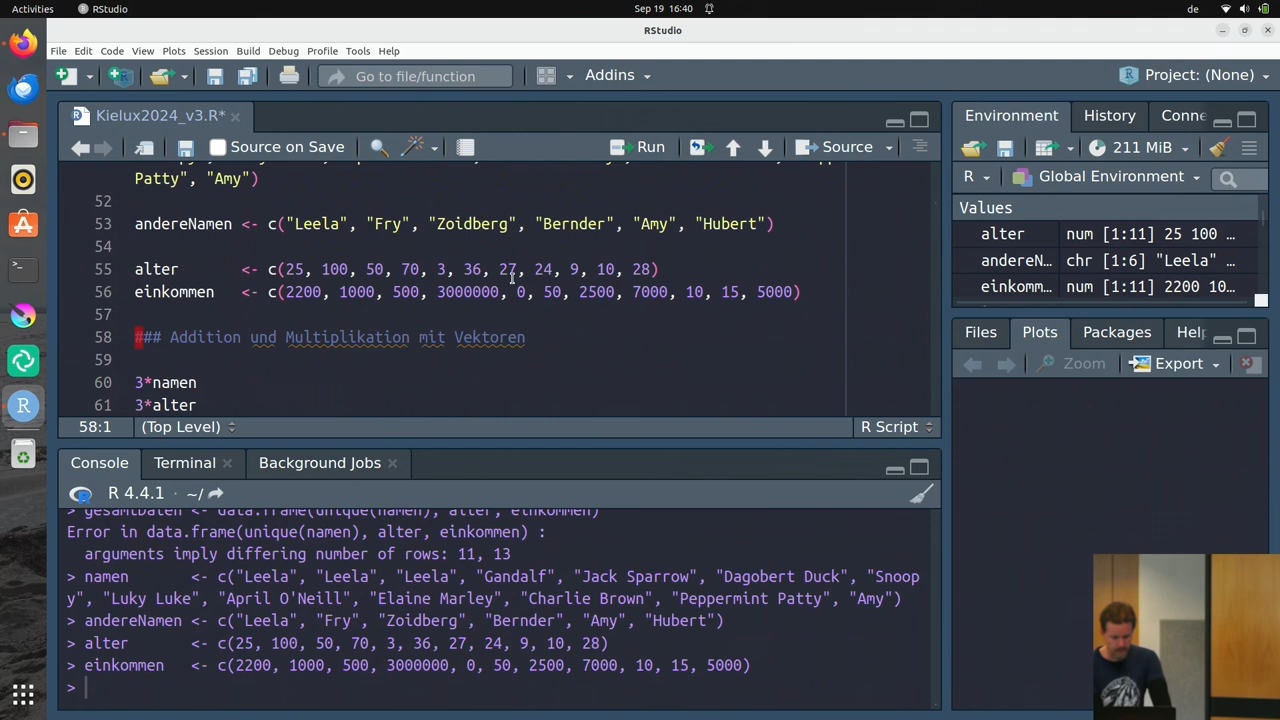 Activities
RStudio
Sep 19 16:40
de
RStudio
File Edit Code View Plots Session Build Debug Profile Tools Help
Go to file/function
Addins
Project: (None)
Kielux2024_v3.R*
Source on Save
Run
Source
Patty", "Amy")
52
53 andereNamen <- c("Leela", "Fry", "Zoidberg", "Bernder", "Amy", "Hubert")
54
55 alter <- c(25, 100, 50, 70, 3, 36, 27, 24, 9, 10, 28)
56 einkommen <- c(2200, 1000, 500, 3000000, 0, 50, 2500, 7000, 10, 15, 5000)
57
58 ### Addition und Multiplikation mit Vektoren
59
60 3*namen
61 3*alter
58:1 (Top Level) R Script
Console Terminal Background Jobs
R 4.4.1 · ~/
> gesamtDaten <- data.frame(unique(namen), alter, einkommen)
Error in data.frame(unique(namen), alter, einkommen) :
arguments imply differing number of rows: 11, 13
> namen <- c("Leela", "Leela", "Leela", "Gandalf", "Jack Sparrow", "Dagobert Duck", "Snoop
y", "Luky Luke", "April O'Neill", "Elaine Marley", "Charlie Brown", "Peppermint Patty", "Amy")
> andereNamen <- c("Leela", "Fry", "Zoidberg", "Bernder", "Amy", "Hubert")
> alter <- c(25, 100, 50, 70, 3, 36, 27, 24, 9, 10, 28)
> einkommen <- c(2200, 1000, 500, 3000000, 0, 50, 2500, 7000, 10, 15, 5000)
>
Environment History Conne
211 MiB
R Global Environment
Values
alter num [1:11] 25 100 …
andereN… chr [1:6] "Leela" …
einkomm… num [1:11] 2200 10…
Files Plots Packages Help
Zoom Export